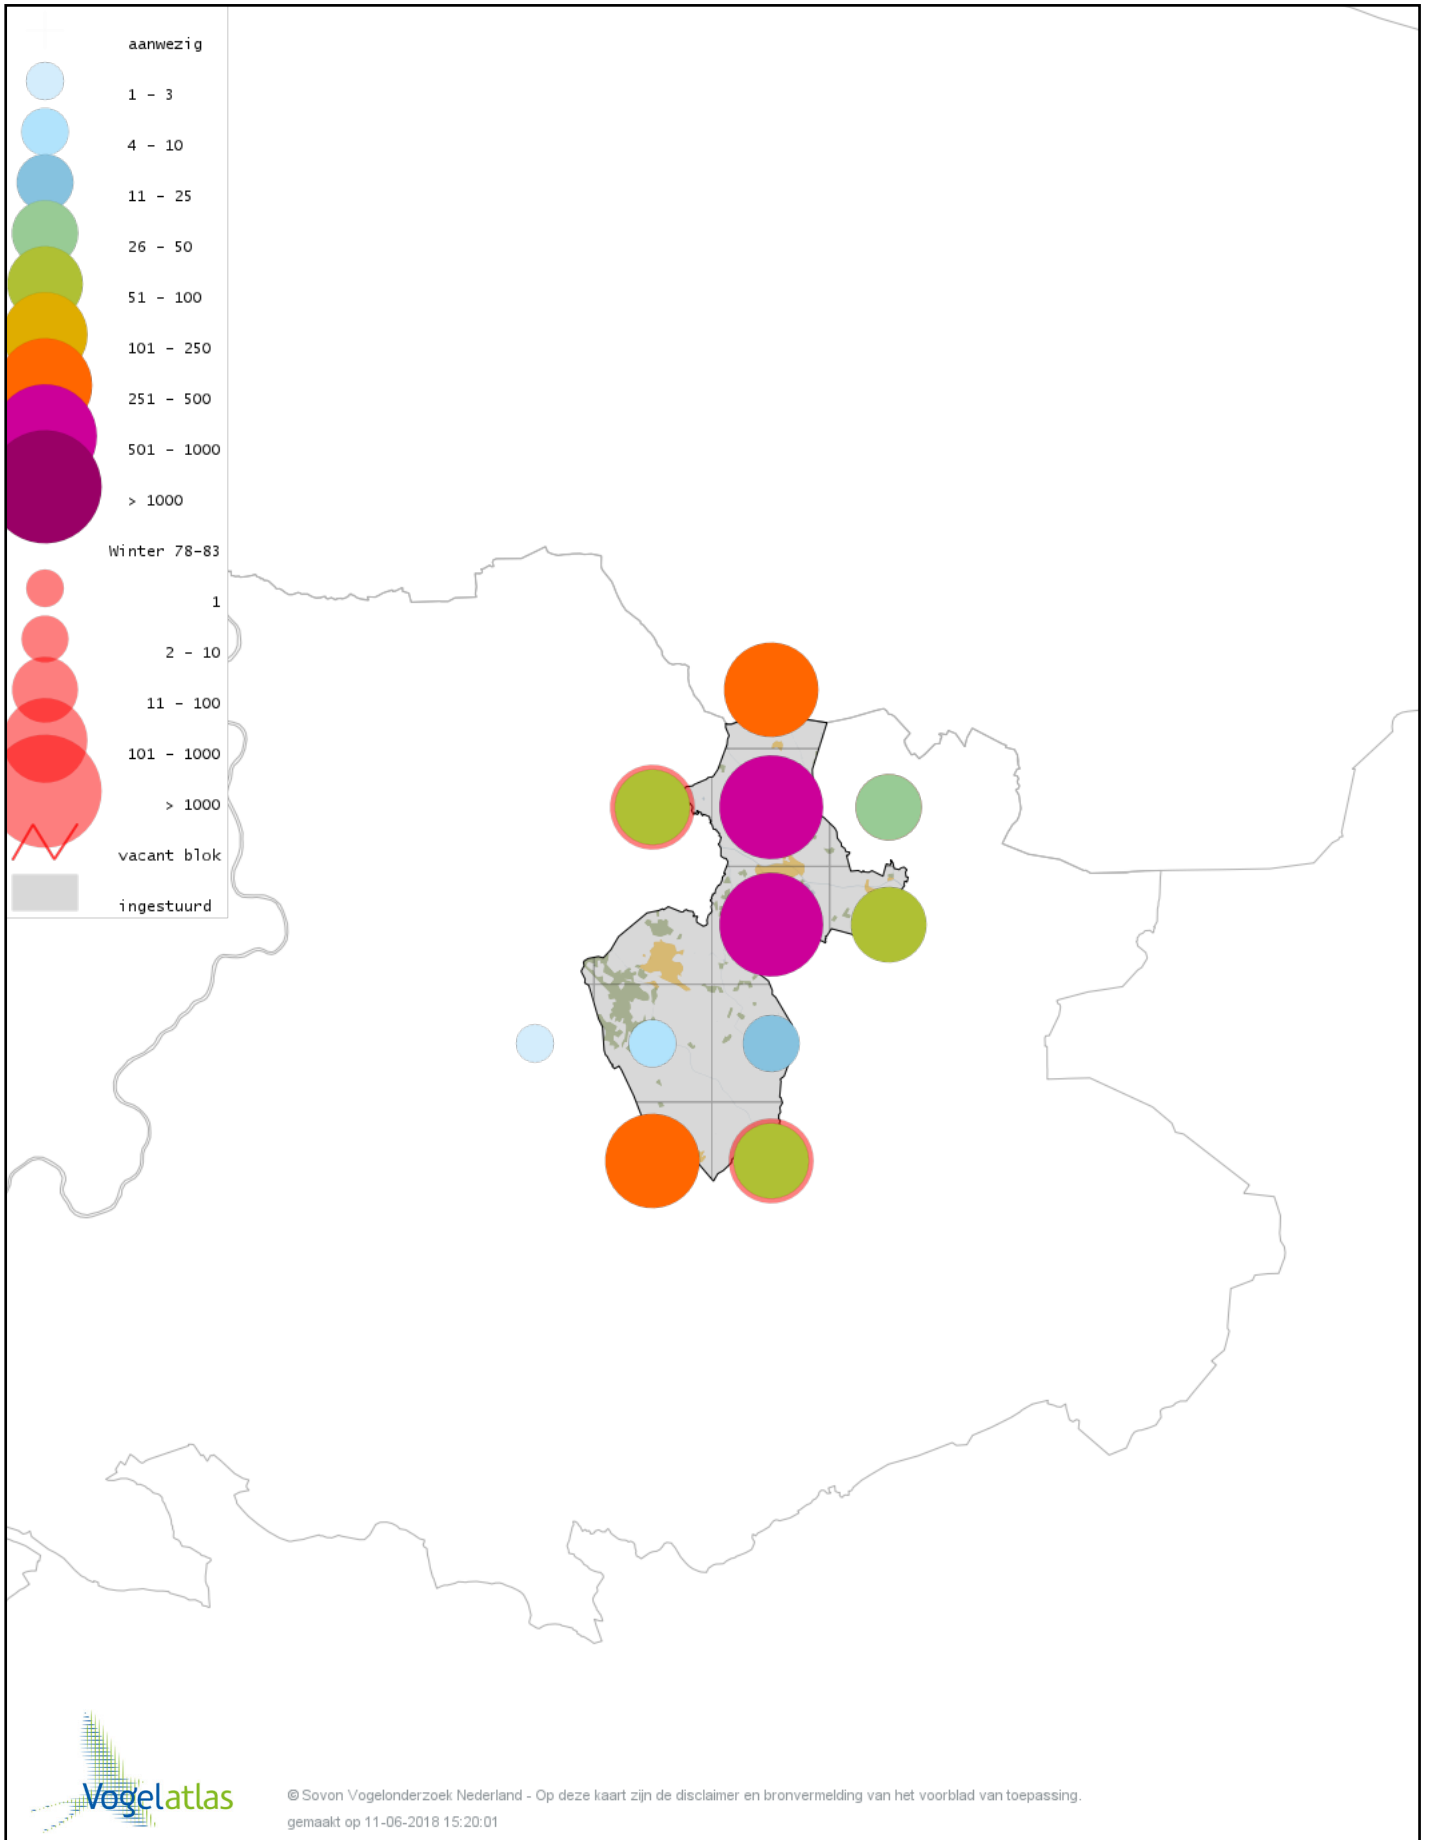 aanwezig
1 - 3
4 - 10
11 - 25
26 - 50
51 - 100
101 - 250
251 - 500
501 - 1000
> 1000
Winter 78-83
1
2 - 10
11 - 100
101 - 1000
> 1000
vacant blok
ingestuurd
Vogelatlas
© Sovon Vogelonderzoek Nederland - Op deze kaart zijn de disclaimer en bronvermelding van het voorblad van toepassing.
gemaakt op 11-06-2018 15:20:01